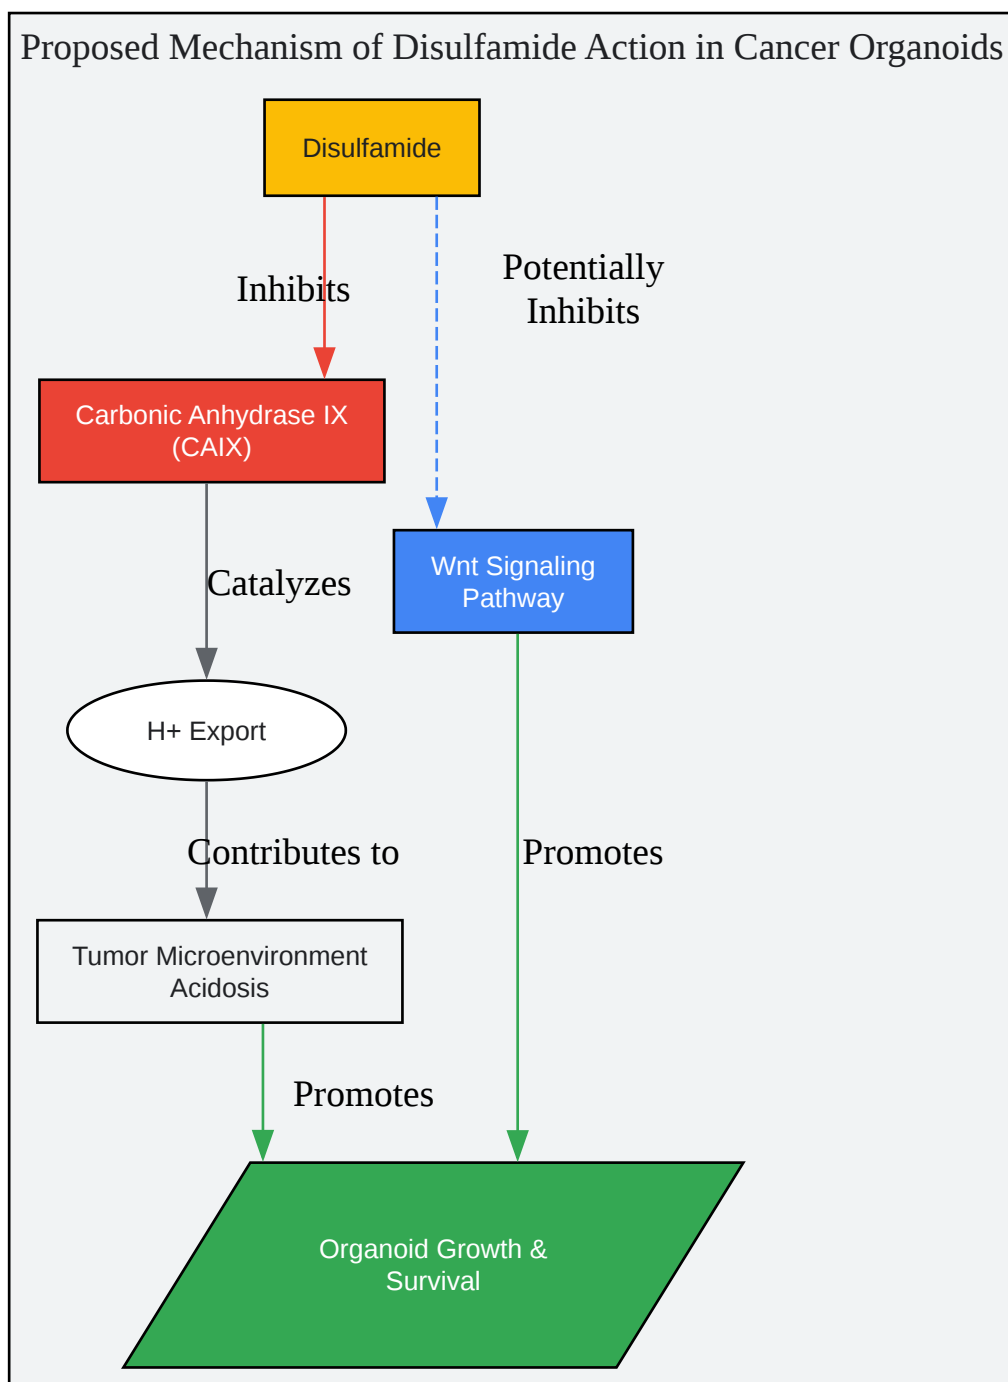 Proposed Mechanism of Disulfamide Action in Cancer Organoids
Disulfamide
Inhibits
Potentially
Inhibits
Carbonic Anhydrase IX
(CAIX)
Catalyzes
Wnt Signaling
Pathway
H+ Export
Contributes to
Promotes
Tumor Microenvironment
Acidosis
Promotes
Organoid Growth &
Survival